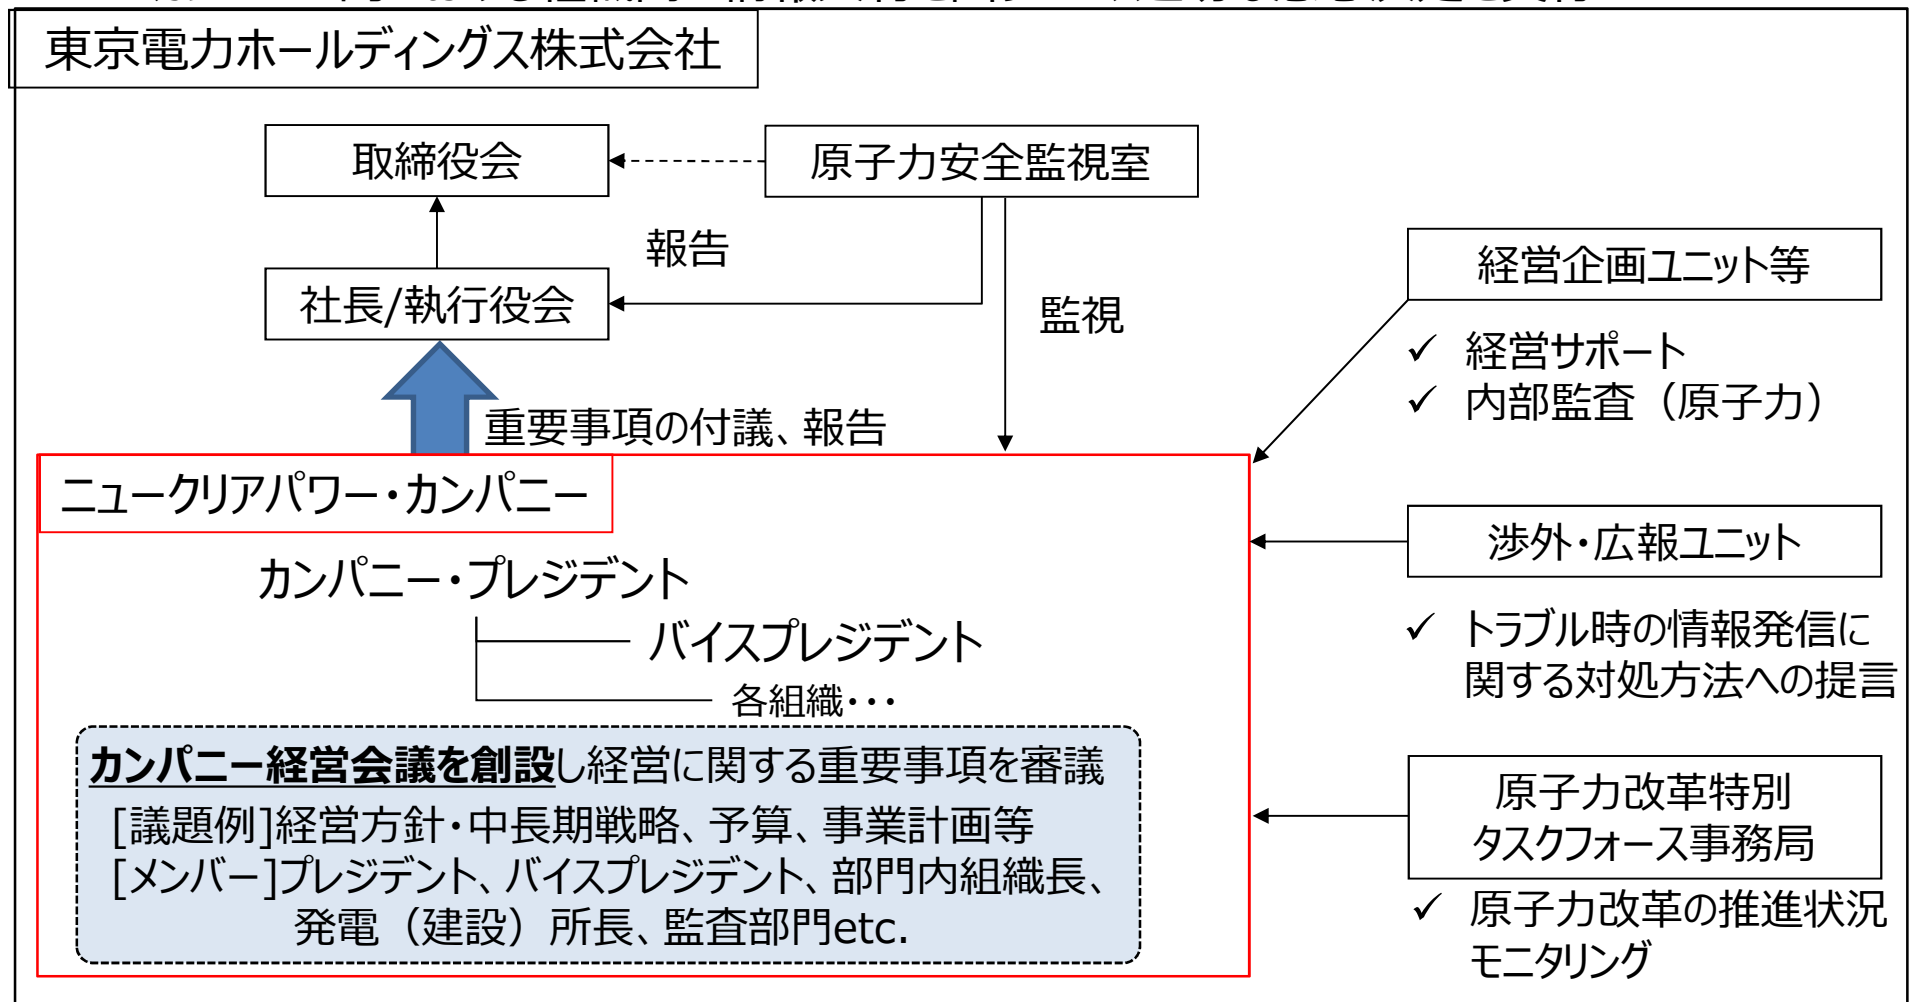 東京電力ホールディングス株式会社
取締役会
原子力安全監視室
報告
社長/執行役会
監視
経営企画ユニット等
✓ 経営サポート
✓ 内部監査（原子力）
重要事項の付議、報告
ニュークリアパワー・カンパニー
カンパニー・プレジデント
バイスプレジデント
各組織・・・
渉外・広報ユニット
✓ トラブル時の情報発信に
関する対処方法への提言
カンパニー経営会議を創設し経営に関する重要事項を審議
[議題例]経営方針・中長期戦略、予算、事業計画等
[メンバー]プレジデント、バイスプレジデント、部門内組織長、
発電（建設）所長、監査部門etc.
原子力改革特別
タスクフォース事務局
✓ 原子力改革の推進状況
モニタリング